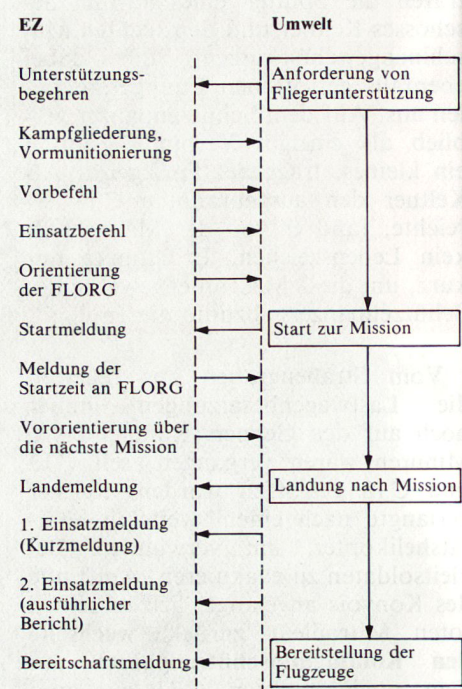 EZ
Umwelt
Unterstützungs-
begehren
Anforderung von
Fliegerunterstützung
Kampfgliederung,
Vormunitionierung
Vorbefehl
Einsatzbefehl
Orientierung
der FLORG
Startmeldung
Start zur Mission
Meldung der
Startzeit an FLORG
Vororientierung über
die nächste Mission
Landemeldung
Landung nach Mission
1. Einsatzmeldung
(Kurzmeldung)
2. Einsatzmeldung
(ausführlicher
Bericht)
Bereitschaftsmeldung
Bereitstellung der
Flugzeuge